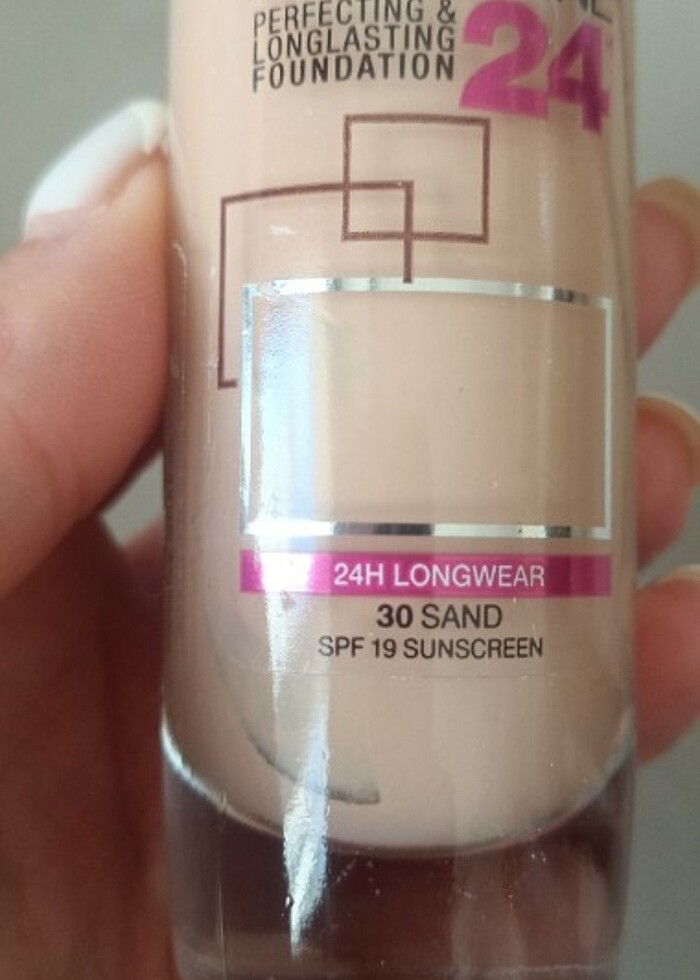 PERFECTING &
LONGLASTING
FOUNDATION
24
24H LONGWEAR
30 SAND
SPF 19 SUNSCREEN